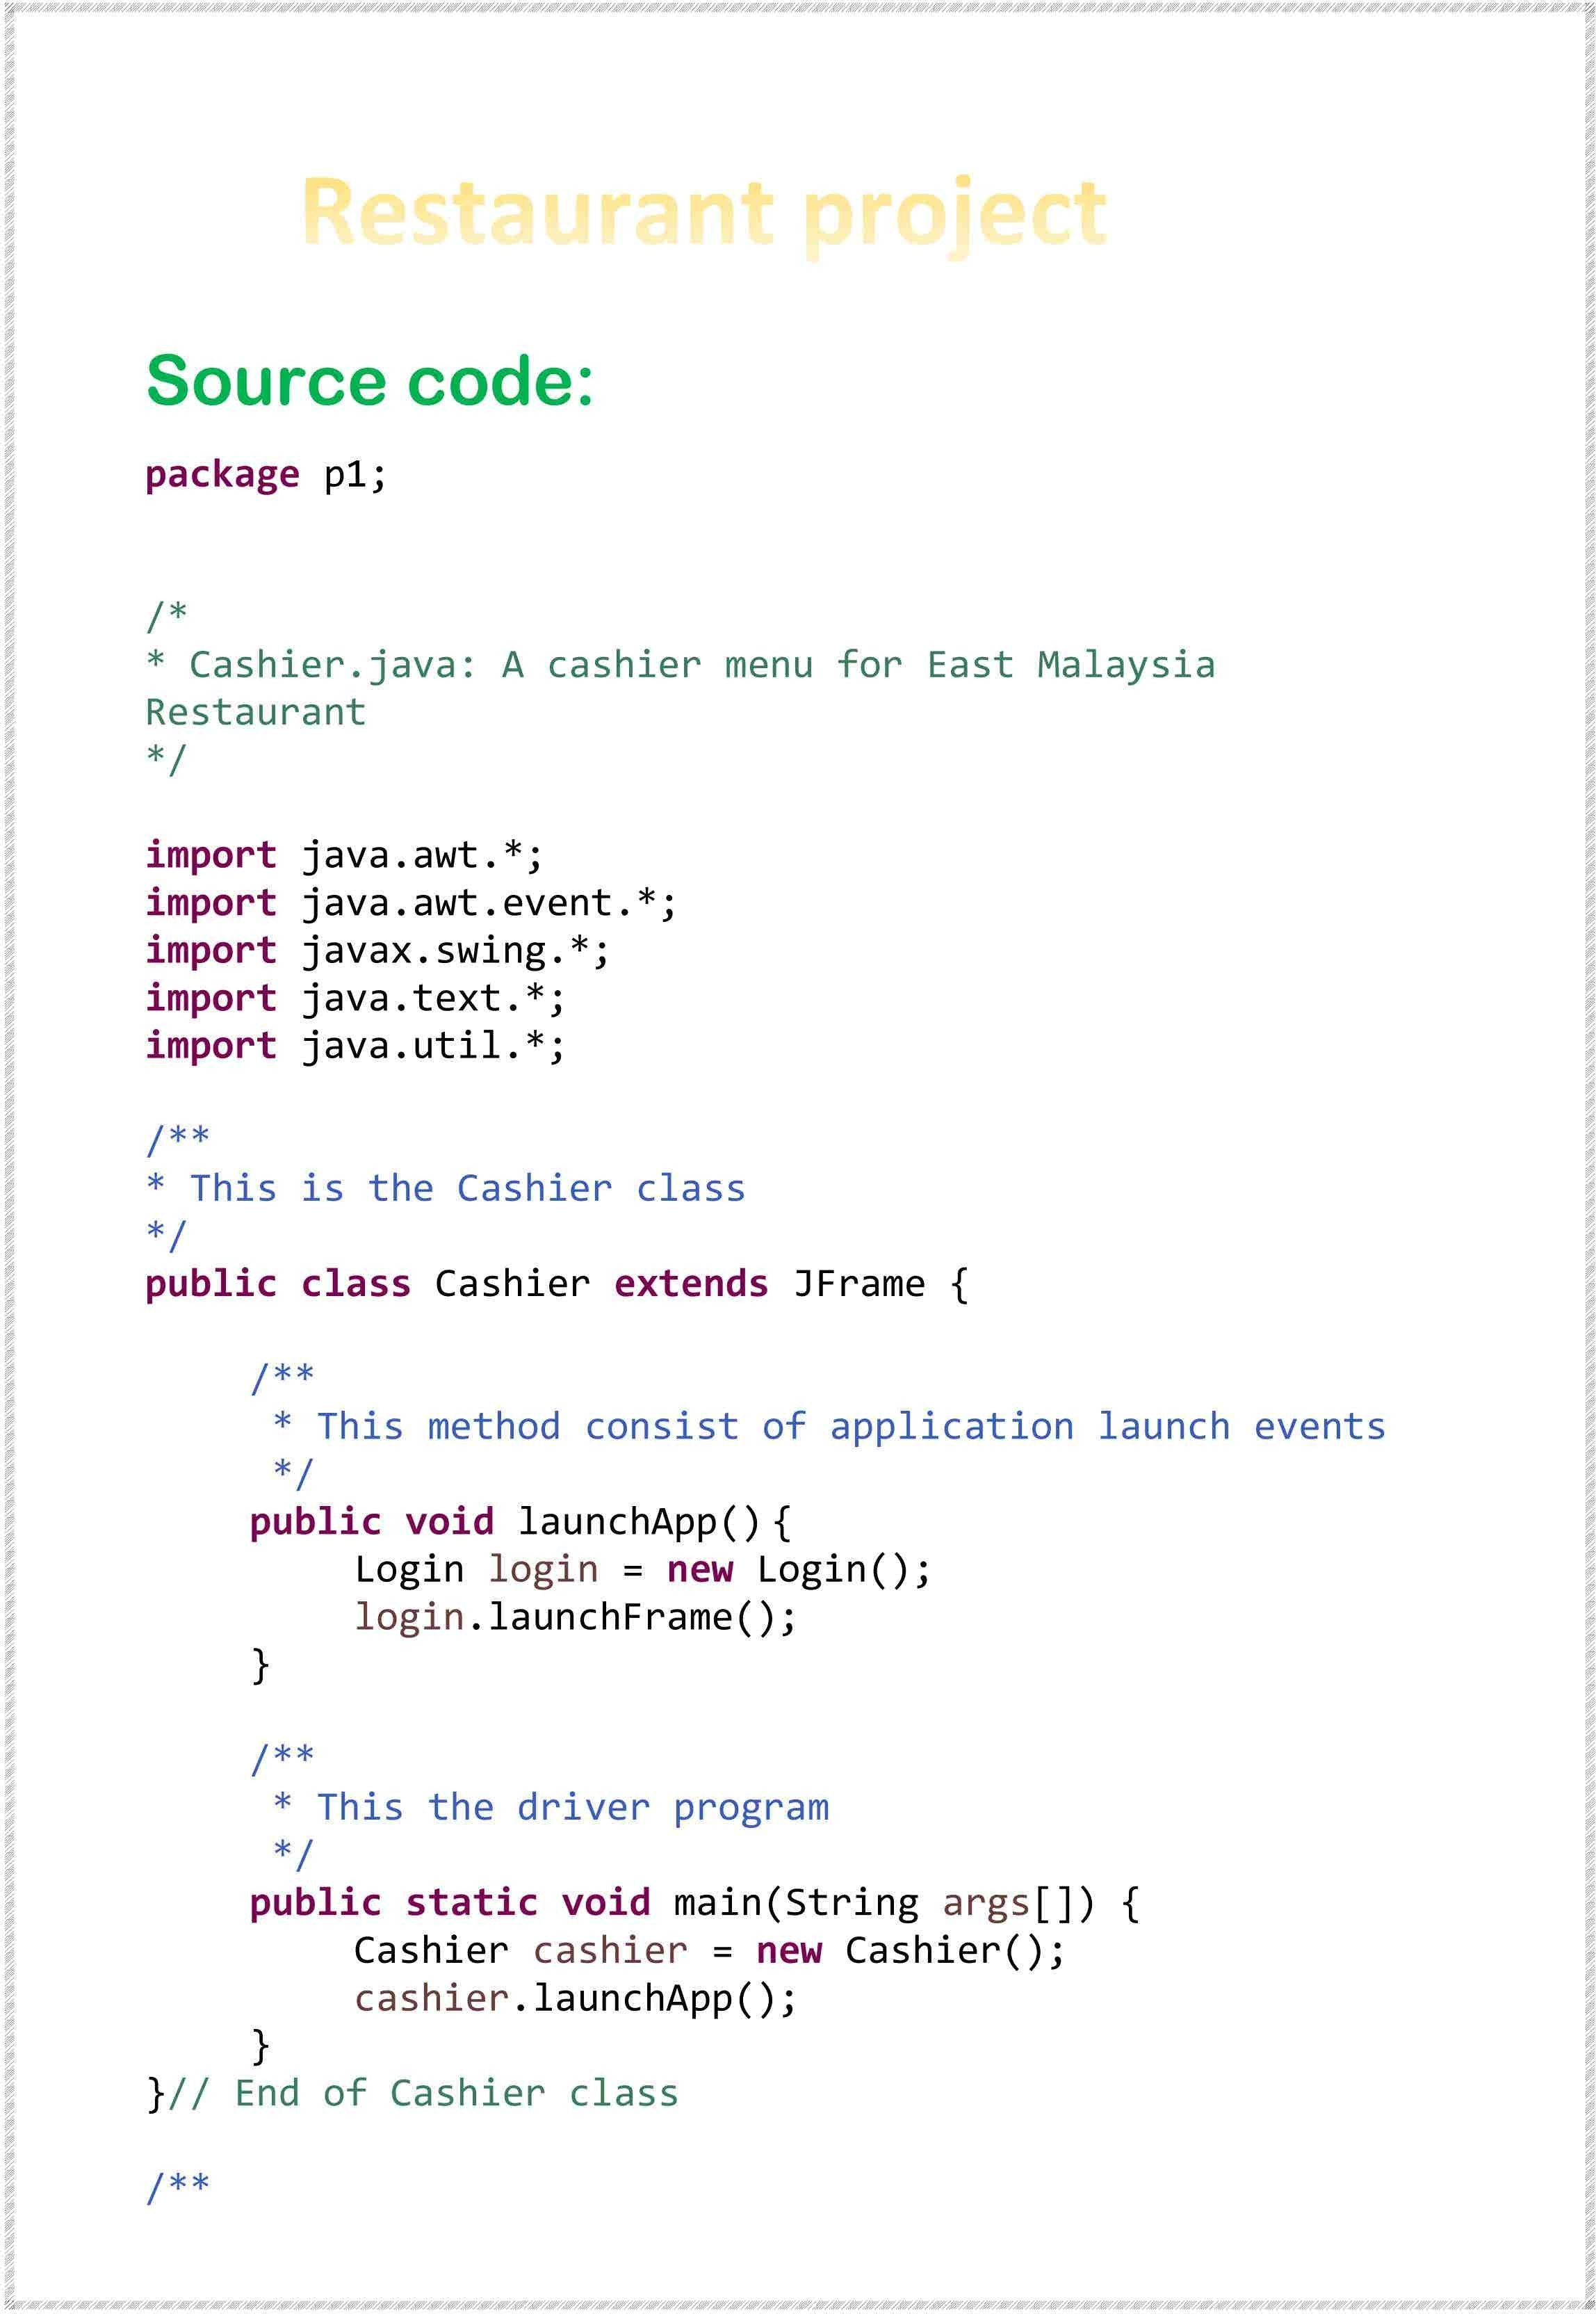 Restaurant project
Source code:
package p1;
/*
* Cashier.java: A cashier menu for East Malaysia
Restaurant
*/
import java.awt.*;
import java.awt.event.*;
import javax.swing.*;
import java.text.*;
import java.util.*;
/**
* This is the Cashier class
*/
public class Cashier extends JFrame {
/**
* This method consist of application launch events
*/
public void launchApp(){
Login login = new Login();
login.launchFrame();
}
/**
* This the driver program
*/
public static void main(String args[]) {
Cashier cashier = new Cashier();
cashier.launchApp();
}
}// End of Cashier class
/**